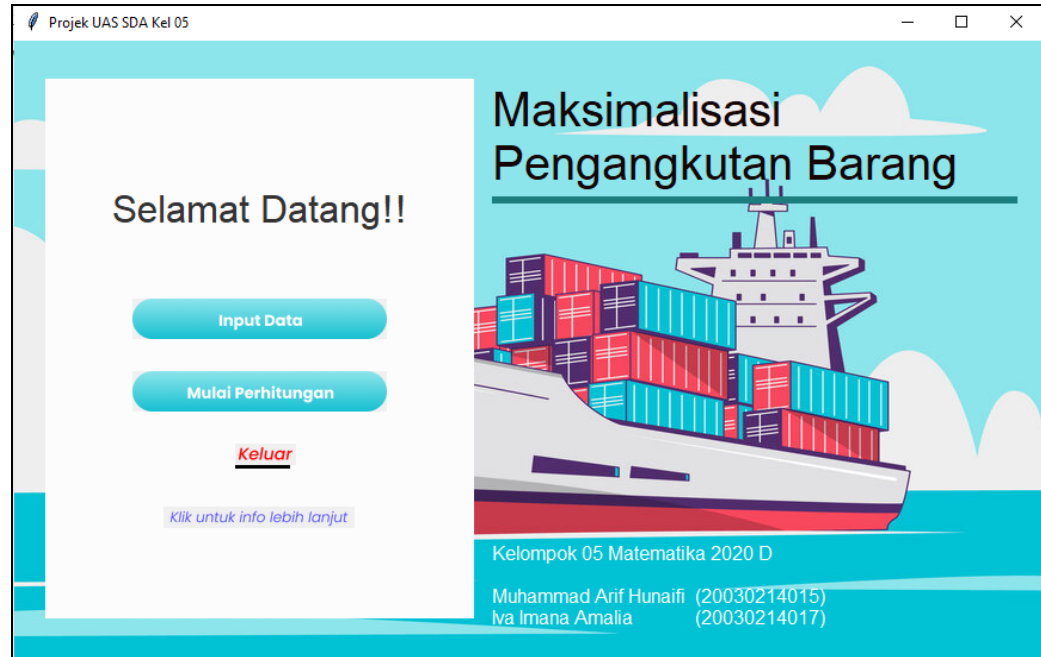 Projek UAS SDA Kel 05
Maksimalisasi
Pengangkutan Barang
Selamat Datang!!
Input Data
Mulai Perhitungan
Keluar
Klik untuk info lebih lanjut
Kelompok 05 Matematika 2020 D
Muhammad Arif Hunaifi (20030214015)
Iva Imana Amalia (20030214017)